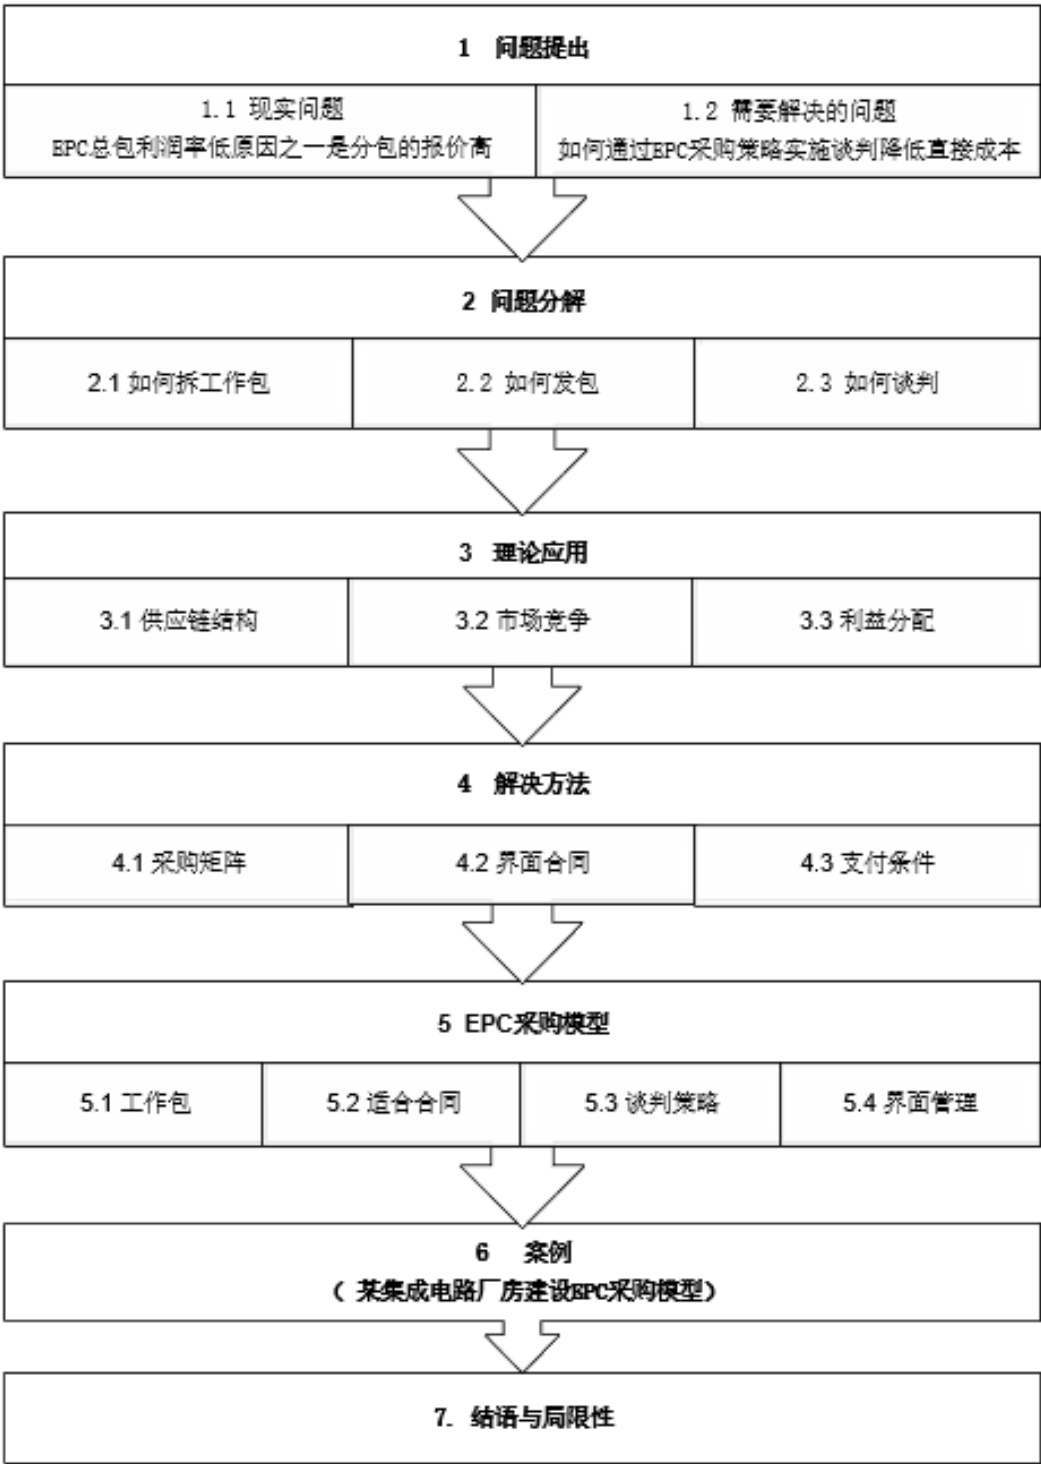 1 问题提出
1.1 现实问题
EPC总包利润率低原因之一是分包的报价高
1.2 需要解决的问题
如何通过EPC采购策略实施谈判降低直接成本
2 问题分解
2.1 如何拆工作包
2.2 如何发包
2.3 如何谈判
3 理论应用
3.1 供应链结构
3.2 市场竞争
3.3 利益分配
4 解决方法
4.1 采购矩阵
4.2 界面合同
4.3 支付条件
5 EPC采购模型
5.1 工作包
5.2 适合合同
5.3 谈判策略
5.4 界面管理
6 案例
（ 某集成电路厂房建设EPC采购模型）
7. 结语与局限性